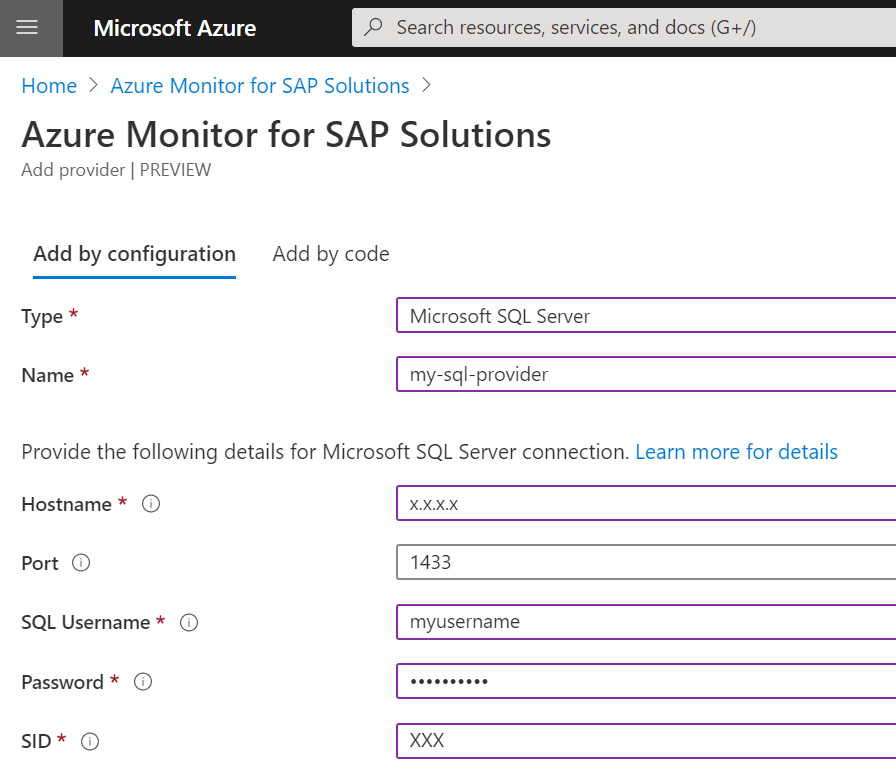 Microsoft Azure
Search resources, services, and docs (G+/)
Home > Azure Monitor for SAP Solutions >
Azure Monitor for SAP Solutions
Add provider | PREVIEW
Add by configuration Add by code
Type * Microsoft SQL Server
Name * my-sql-provider
Provide the following details for Microsoft SQL Server connection. Learn more for details
Hostname * x.x.x.x
Port 1433
SQL Username * myusername
Password * ••••••••••
SID * XXX